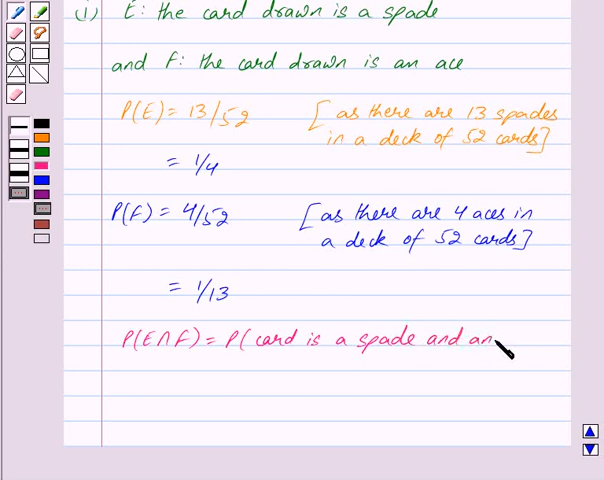 (i) E: the card drawn is a spade
and F: the card drawn is an ace
P(E) = 13/52 [as there are 13 spades
in a deck of 52 cards]
= 1/4
P(F) = 4/52 [as there are 4 aces in
a deck of 52 cards]
= 1/13
P(E∩F) = P( card is a spade and an